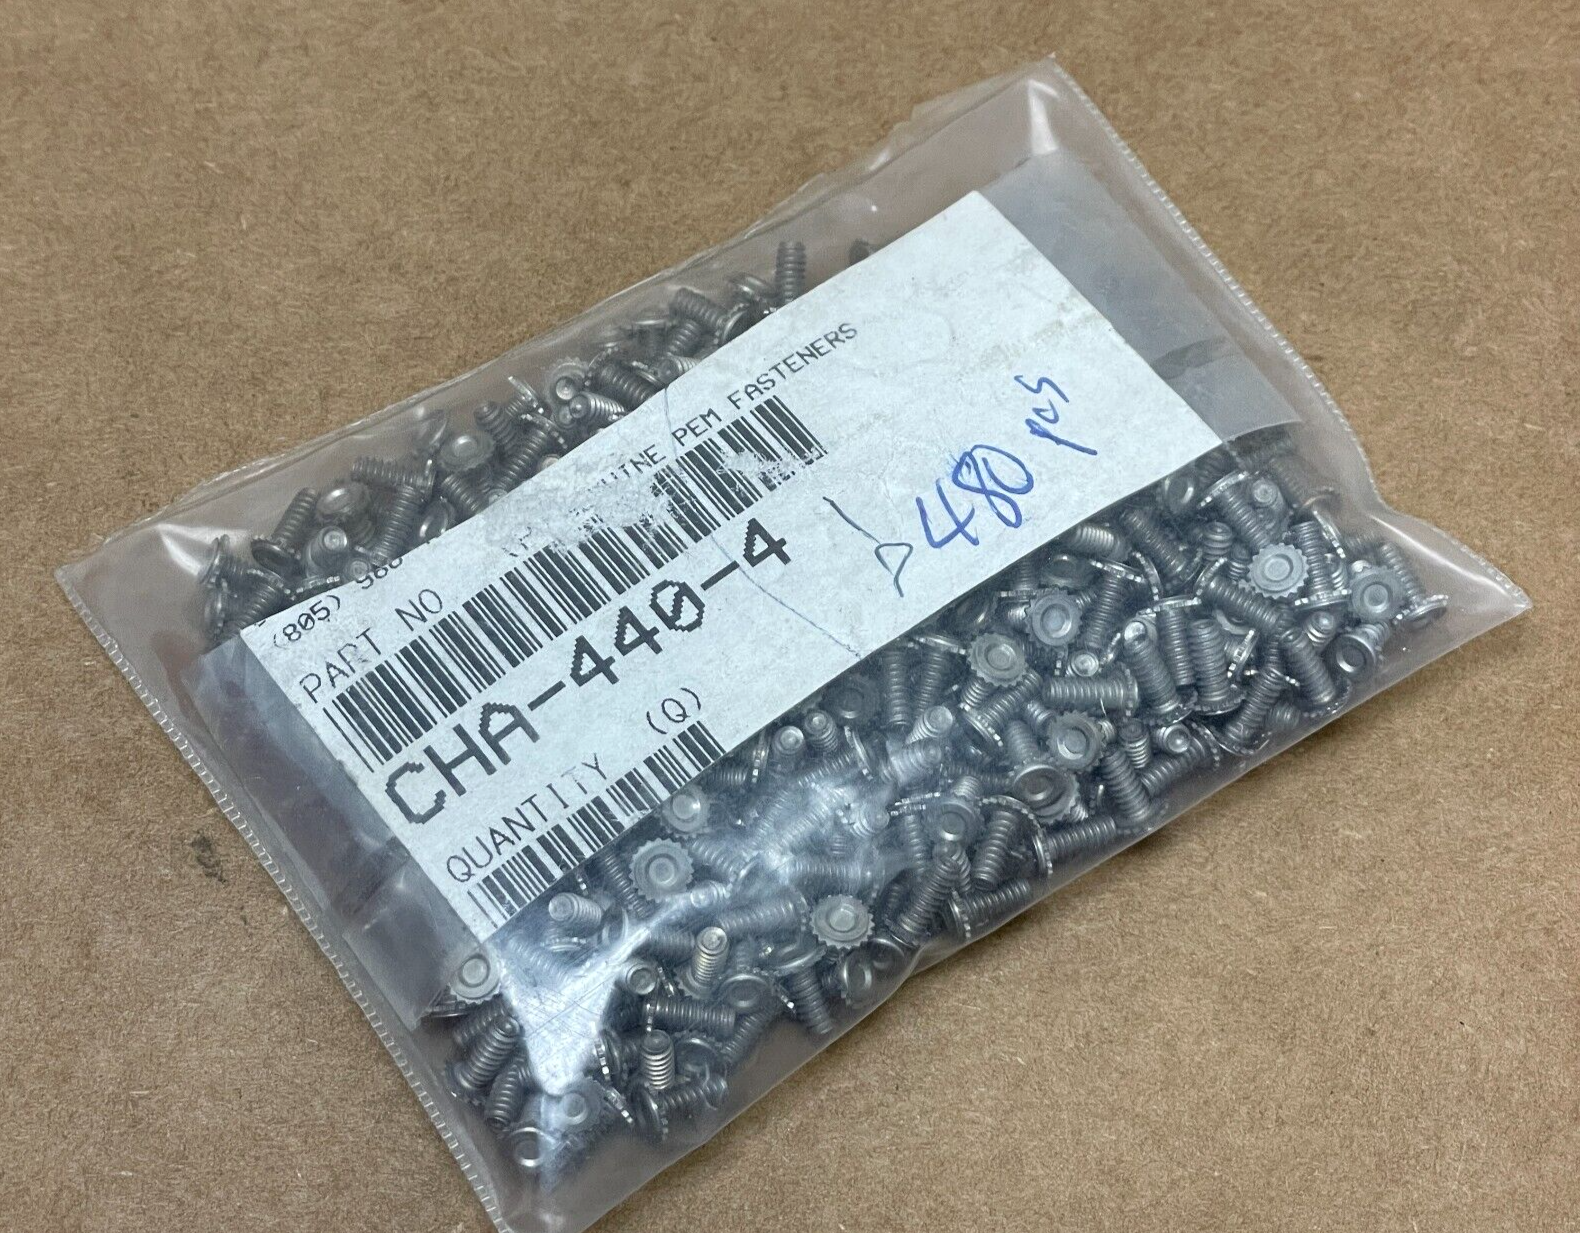 (805)
PEM FASTENERS
PART NO
CHA-440-4
QUANTITY (Q)
480 pcs